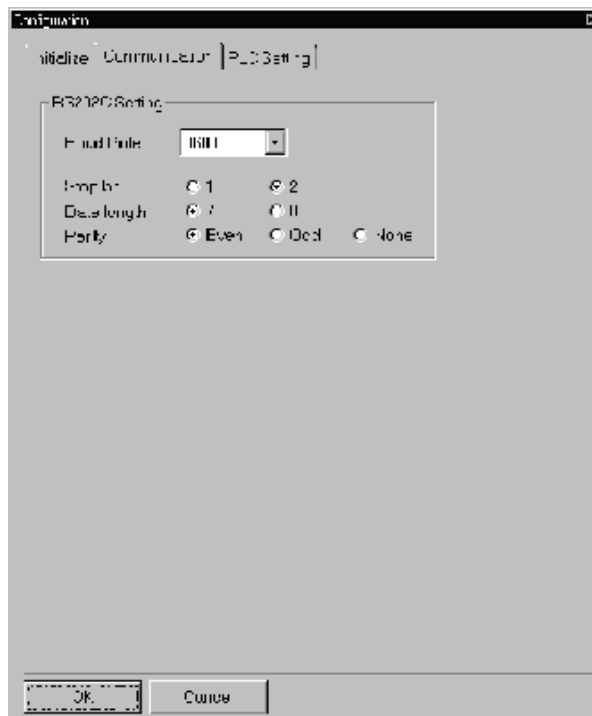 Configuration
Initialize Communication PLC Setting
RS232C Setting
Baud Rate
Stop bit 1 2
Data length 7 8
Parity Even Odd None
OK Cancel